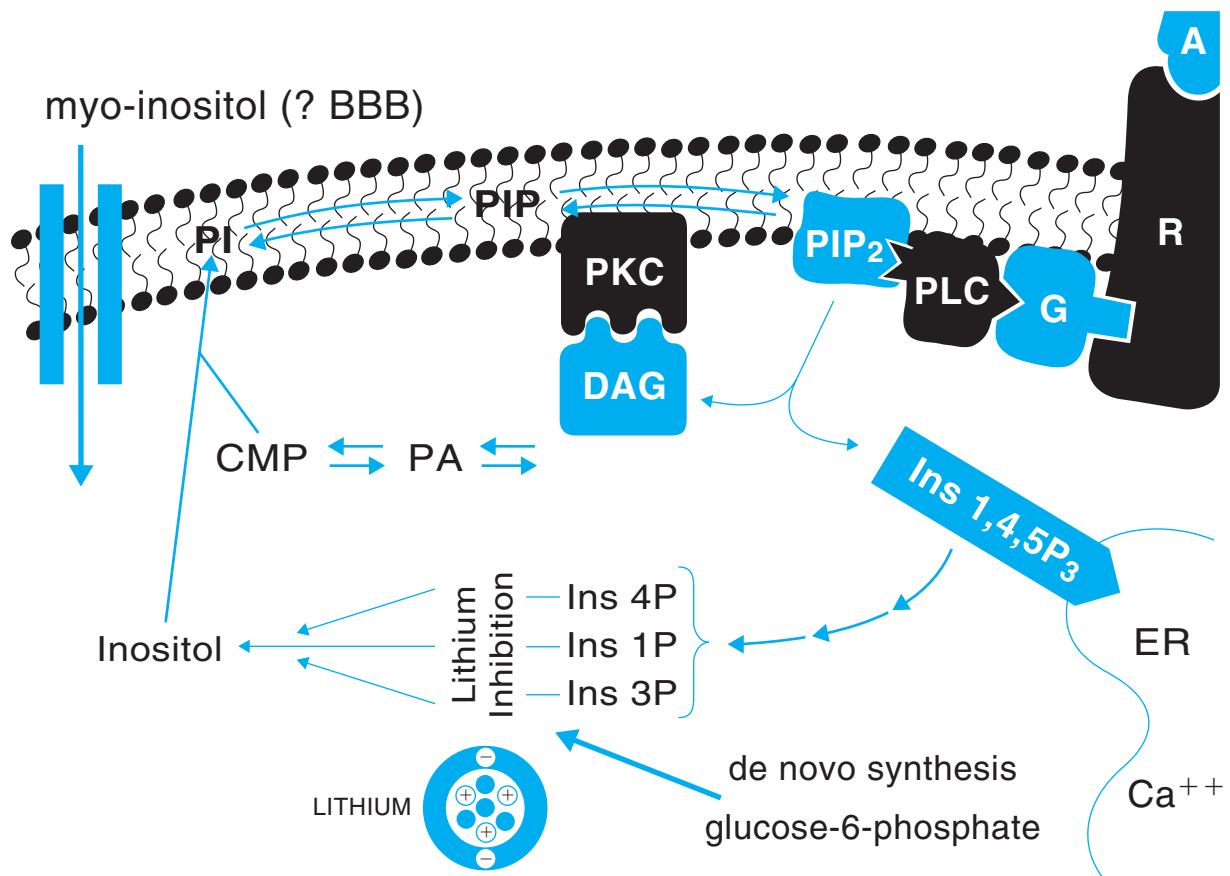 A
myo-inositol (? BBB)
PIP
PI
R
PIP₂
PKC
PLC
G
DAG
CMP
PA
Ins 1,4,5P₃
Lithium
Inhibition
Ins 4P
Inositol
Ins 1P
ER
Ins 3P
de novo synthesis
LITHIUM
− + + + −
Ca⁺⁺
glucose-6-phosphate